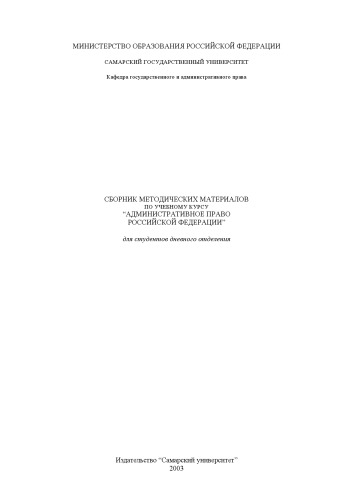 МИНИСТЕРСТВО ОБРАЗОВАНИЯ РОССИЙСКОЙ ФЕДЕРАЦИИ
САМАРСКИЙ ГОСУДАРСТВЕННЫЙ УНИВЕРСИТЕТ
Кафедра государственного и административного права
СБОРНИК МЕТОДИЧЕСКИХ МАТЕРИАЛОВ
ПО УЧЕБНОМУ КУРСУ
“АДМИНИСТРАТИВНОЕ ПРАВО
РОССИЙСКОЙ ФЕДЕРАЦИИ”
для студентов дневного отделения
Издательство “Самарский университет”
2003